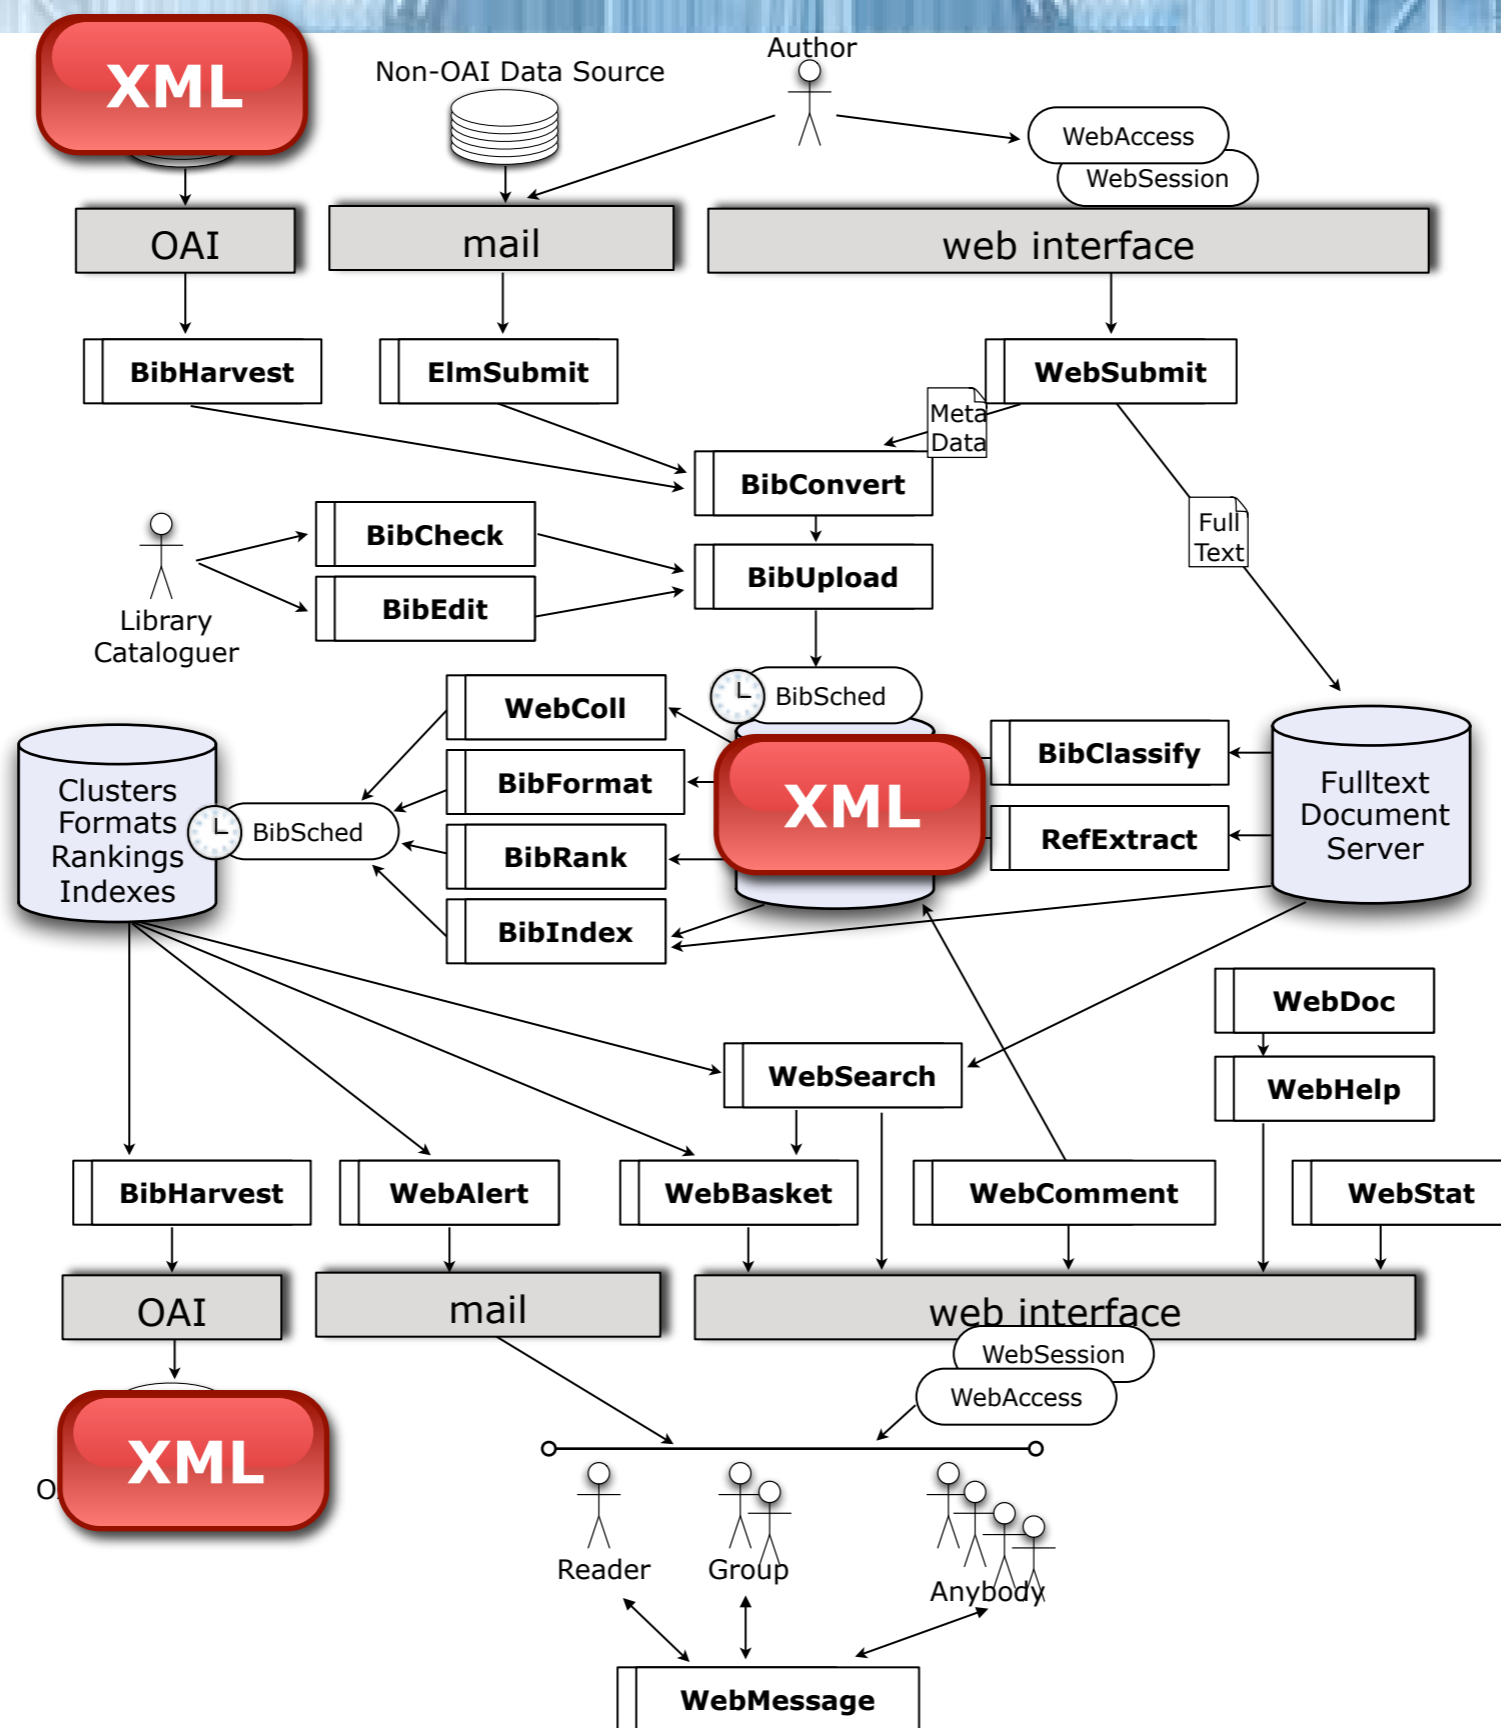 XML
Non-OAI Data Source
Author
WebAccess
WebSession
OAI
mail
web interface
BibHarvest
ElmSubmit
WebSubmit
Meta
Data
BibConvert
Full
Text
BibCheck
BibUpload
BibEdit
Library
Cataloguer
BibSched
WebColl
BibClassify
BibFormat
XML
Clusters
Formats
Rankings
Indexes
BibSched
Fulltext
Document
Server
BibRank
RefExtract
BibIndex
WebDoc
WebSearch
WebHelp
BibHarvest
WebAlert
WebBasket
WebComment
WebStat
OAI
mail
web interface
WebSession
WebAccess
XML
Reader
Group
Anybody
WebMessage